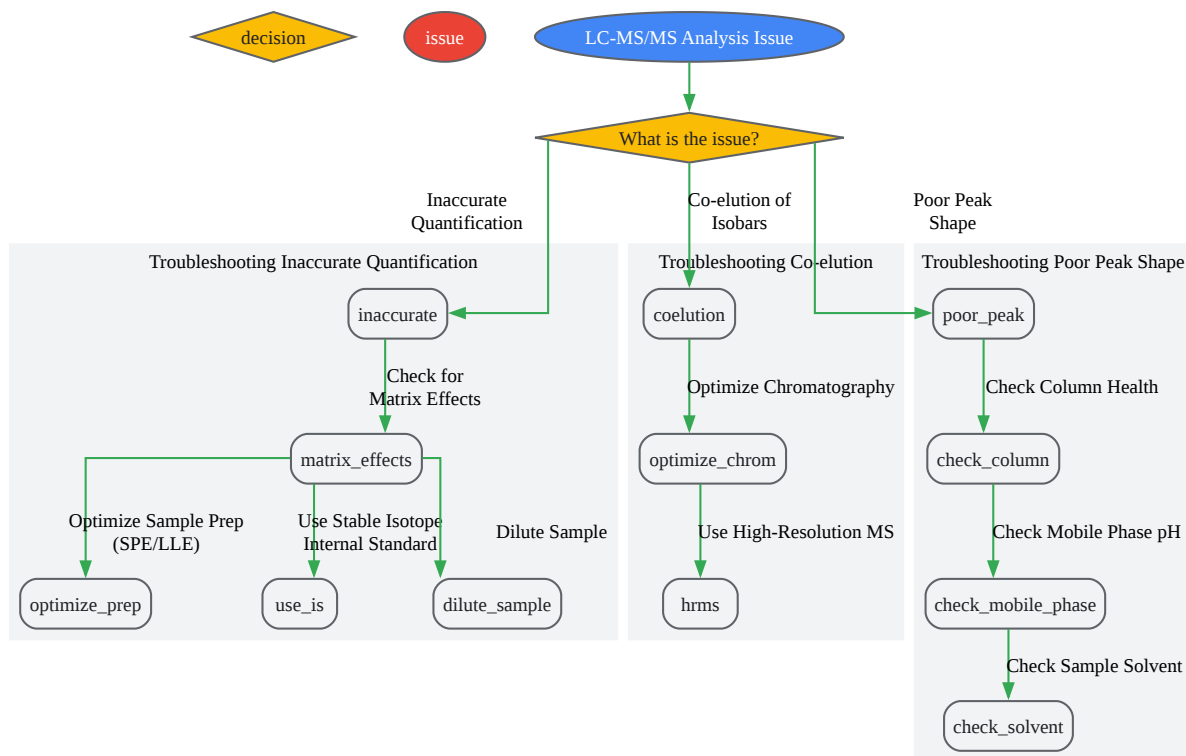 decision
issue
LC-MS/MS Analysis Issue
What is the issue?
Inaccurate
Quantification
Co-elution of
Isobars
Poor Peak
Shape
Troubleshooting Inaccurate Quantification
Troubleshooting Co-elution
Troubleshooting Poor Peak Shape
inaccurate
coelution
poor_peak
Check for
Matrix Effects
Optimize Chromatography
Check Column Health
matrix_effects
optimize_chrom
check_column
Optimize Sample Prep
(SPE/LLE)
Use Stable Isotope
Internal Standard
Dilute Sample
Use High-Resolution MS
Check Mobile Phase pH
optimize_prep
use_is
dilute_sample
hrms
check_mobile_phase
Check Sample Solvent
check_solvent